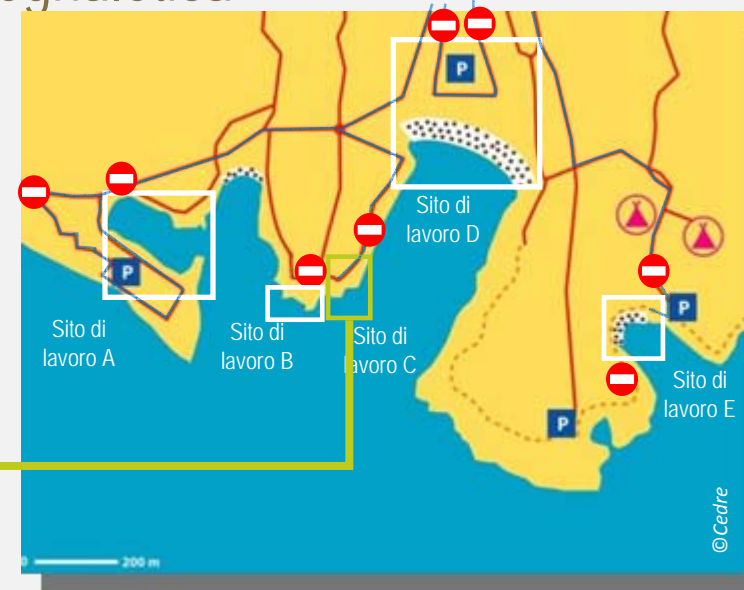 P
Sito di
lavoro D
P
Sito di
lavoro A
Sito di
lavoro B
Sito di
lavoro C
P
Sito di
lavoro E
P
200 m
©Cedre